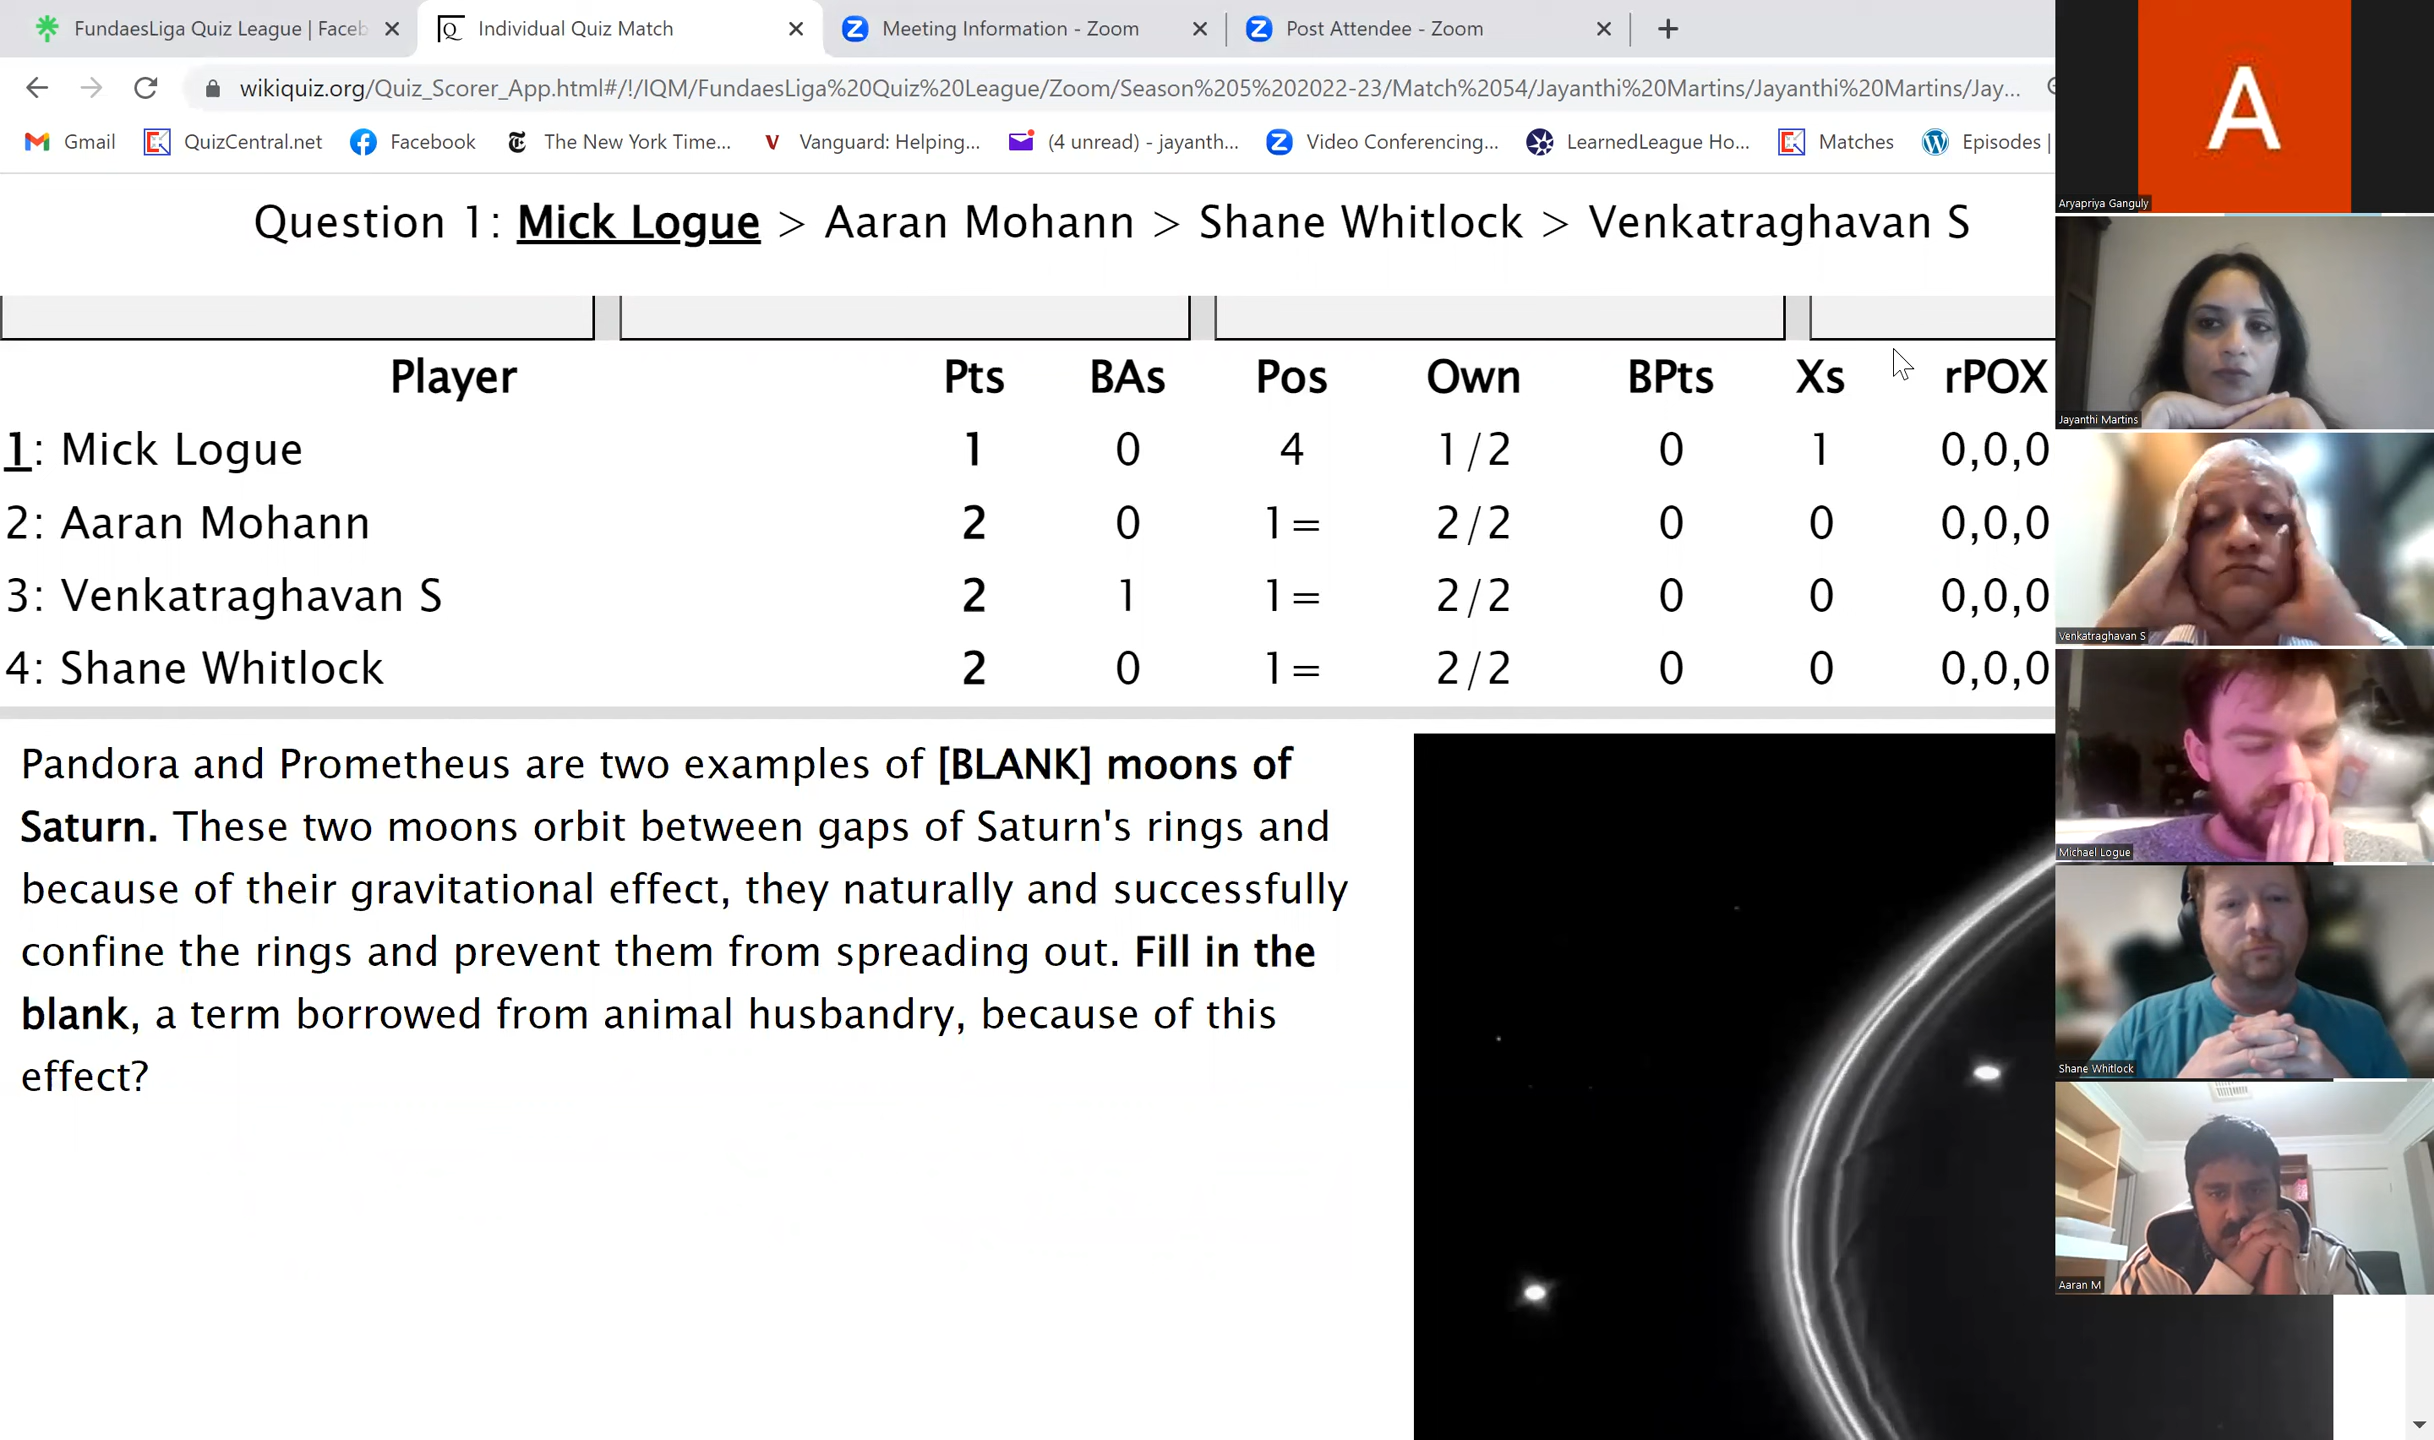 FundaesLiga Quiz League | Faceb
Individual Quiz Match
Meeting Information - Zoom
Post Attendee - Zoom
wikiquiz.org/Quiz_Scorer_App.html#/!/IQM/FundaesLiga%20Quiz%20League/Zoom/Season%205%202022-23/Match%2054/Jayanthi%20Martins/Jayanthi%20Martins/Jay...
Gmail
QuizCentral.net
Facebook
The New York Time...
Vanguard: Helping...
(4 unread) - jayanth...
Video Conferencing...
LearnedLeague Ho...
Matches
Episodes |
Question 1: Mick Logue > Aaran Mohann > Shane Whitlock > Venkatraghavan S
Player Pts BAs Pos Own BPts Xs rPOX
1: Mick Logue 1 0 4 1/2 0 1 0,0,0
2: Aaran Mohann 2 0 1= 2/2 0 0 0,0,0
3: Venkatraghavan S 2 1 1= 2/2 0 0 0,0,0
4: Shane Whitlock 2 0 1= 2/2 0 0 0,0,0
Pandora and Prometheus are two examples of [BLANK] moons of
Saturn. These two moons orbit between gaps of Saturn's rings and
because of their gravitational effect, they naturally and successfully
confine the rings and prevent them from spreading out. Fill in the
blank, a term borrowed from animal husbandry, because of this
effect?
A
Aryapriya Ganguly
Jayanthi Martins
Venkatraghavan S
Michael Logue
Shane Whitlock
Aaran M